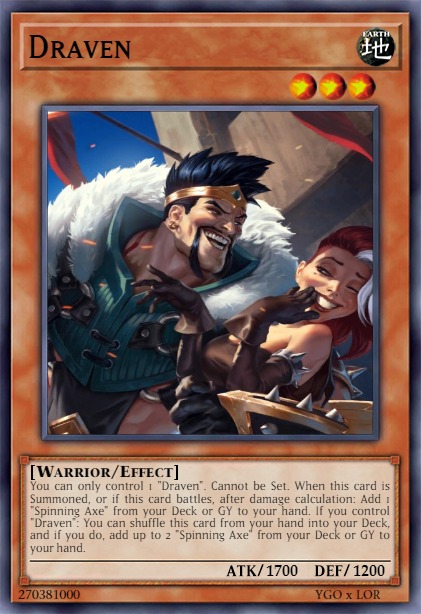 DRAVEN
EARTH
地
[WARRIOR/EFFECT]
You can only control 1 "Draven". Cannot be Set. When this card is
Summoned, or if this card battles, after damage calculation: Add 1
"Spinning Axe" from your Deck or GY to your hand. If you control
"Draven": You can shuffle this card from your hand into your Deck,
and if you do, add up to 2 "Spinning Axe" from your Deck or GY to
your hand.
ATK/1700 DEF/1200
270381000 YGO x LOR